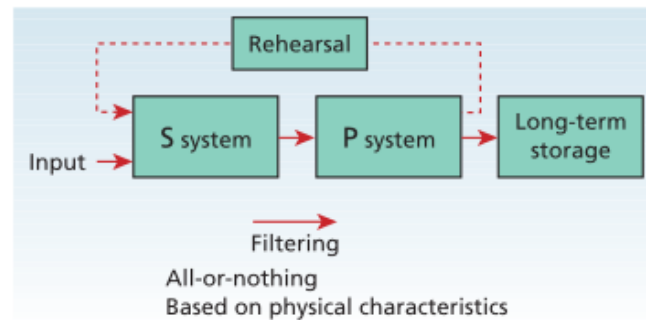 Rehearsal
S system
P system
Long-term
storage
Input
Filtering
All-or-nothing
Based on physical characteristics